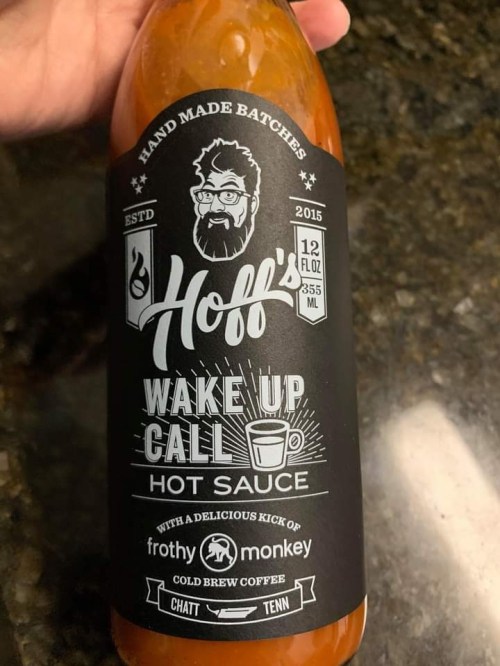 HAND MADE BATCHES
ESTD
2015
12
FL OZ
355
ML
Hoff's
WAKE UP
CALL
HOT SAUCE
WITH A DELICIOUS KICK OF
frothy monkey
COLD BREW COFFEE
CHATT TENN